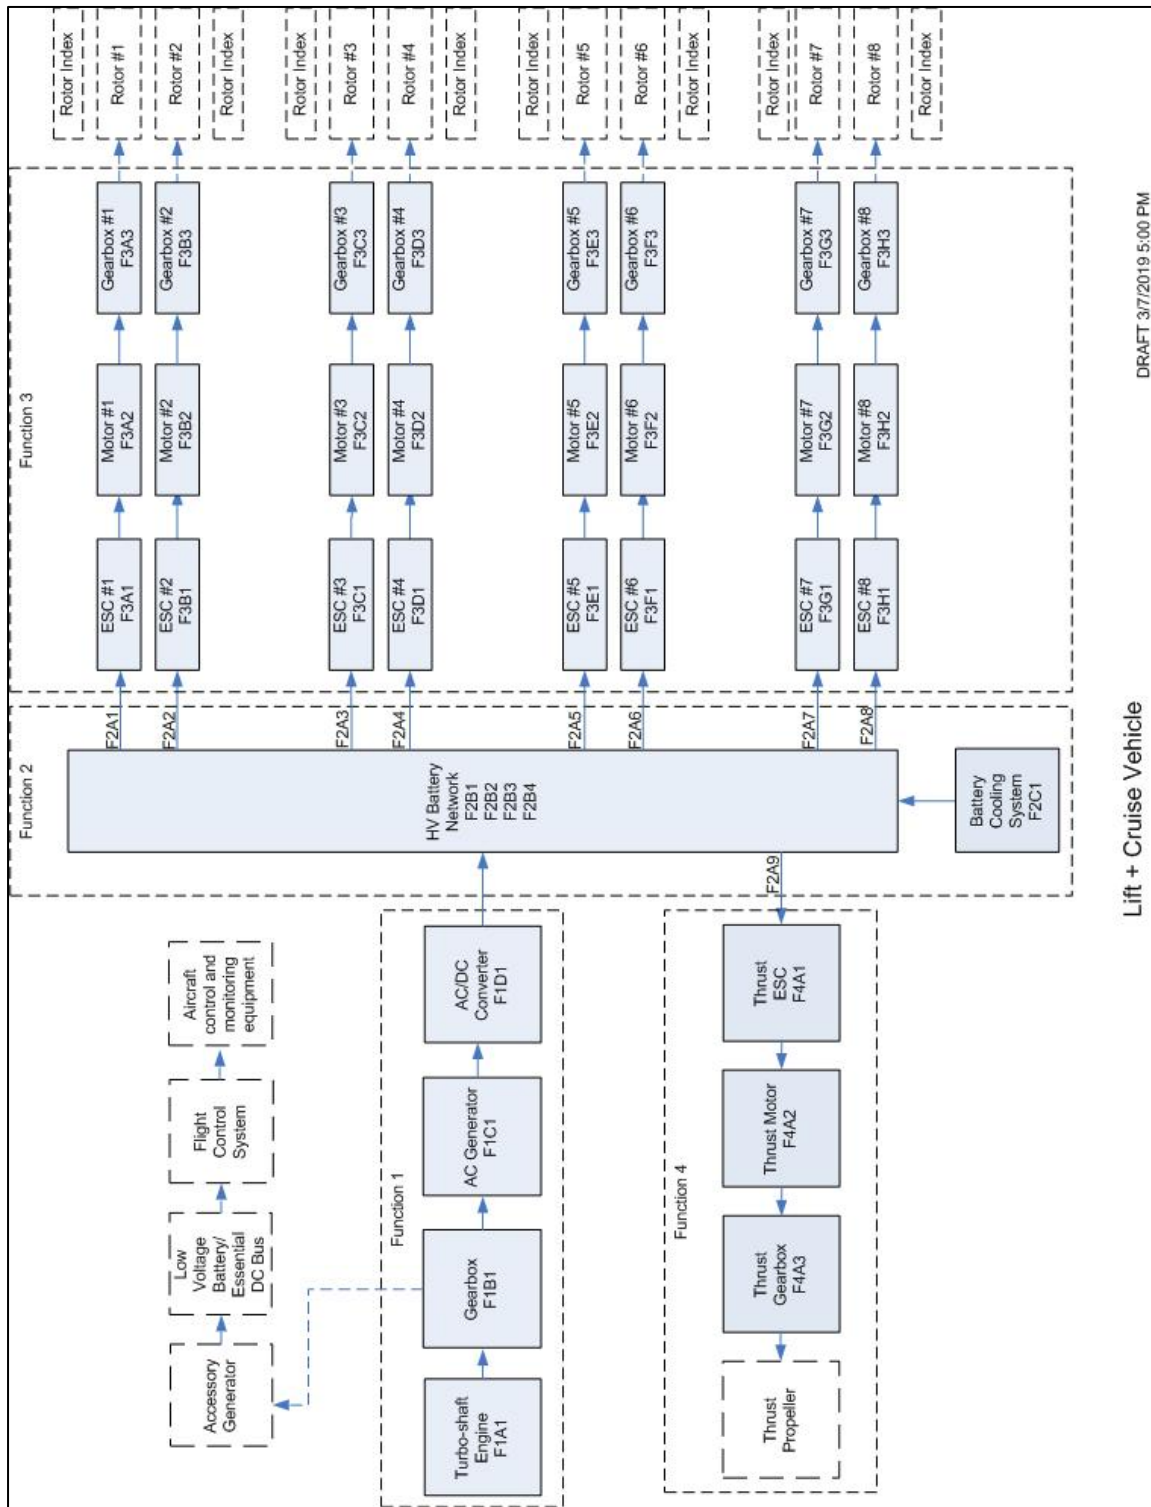 Rotor Index
Rotor #1
Rotor #2
Rotor Index
Rotor Index
Rotor #3
Rotor #4
Rotor Index
Rotor Index
Rotor #5
Rotor #6
Rotor Index
Rotor Index
Rotor #7
Rotor #8
Rotor Index
Function 3
Gearbox #1
F3A3
Gearbox #2
F3B3
Gearbox #3
F3C3
Gearbox #4
F3D3
Gearbox #5
F3E3
Gearbox #6
F3F3
Gearbox #7
F3G3
Gearbox #8
F3H3
Motor #1
F3A2
Motor #2
F3B2
Motor #3
F3C2
Motor #4
F3D2
Motor #5
F3E2
Motor #6
F3F2
Motor #7
F3G2
Motor #8
F3H2
ESC #1
F3A1
ESC #2
F3B1
ESC #3
F3C1
ESC #4
F3D1
ESC #5
F3E1
ESC #6
F3F1
ESC #7
F3G1
ESC #8
F3H1
F2A1
F2A2
F2A3
F2A4
F2A5
F2A6
F2A7
F2A8
Function 2
HV Battery
Network
F2B1
F2B2
F2B3
F2B4
Battery
Cooling
System
F2C1
F2A9
Aircraft
control and
monitoring
equipment
Flight
Control
System
Low
Voltage
Battery/
Essential
DC Bus
Accessory
Generator
Function 1
AC/DC
Converter
F1D1
AC Generator
F1C1
Gearbox
F1B1
Turbo-shaft
Engine
F1A1
Function 4
Thrust
ESC
F4A1
Thrust Motor
F4A2
Thrust
Gearbox
F4A3
Thrust
Propeller
Lift + Cruise Vehicle
DRAFT 3/7/2019 5:00 PM